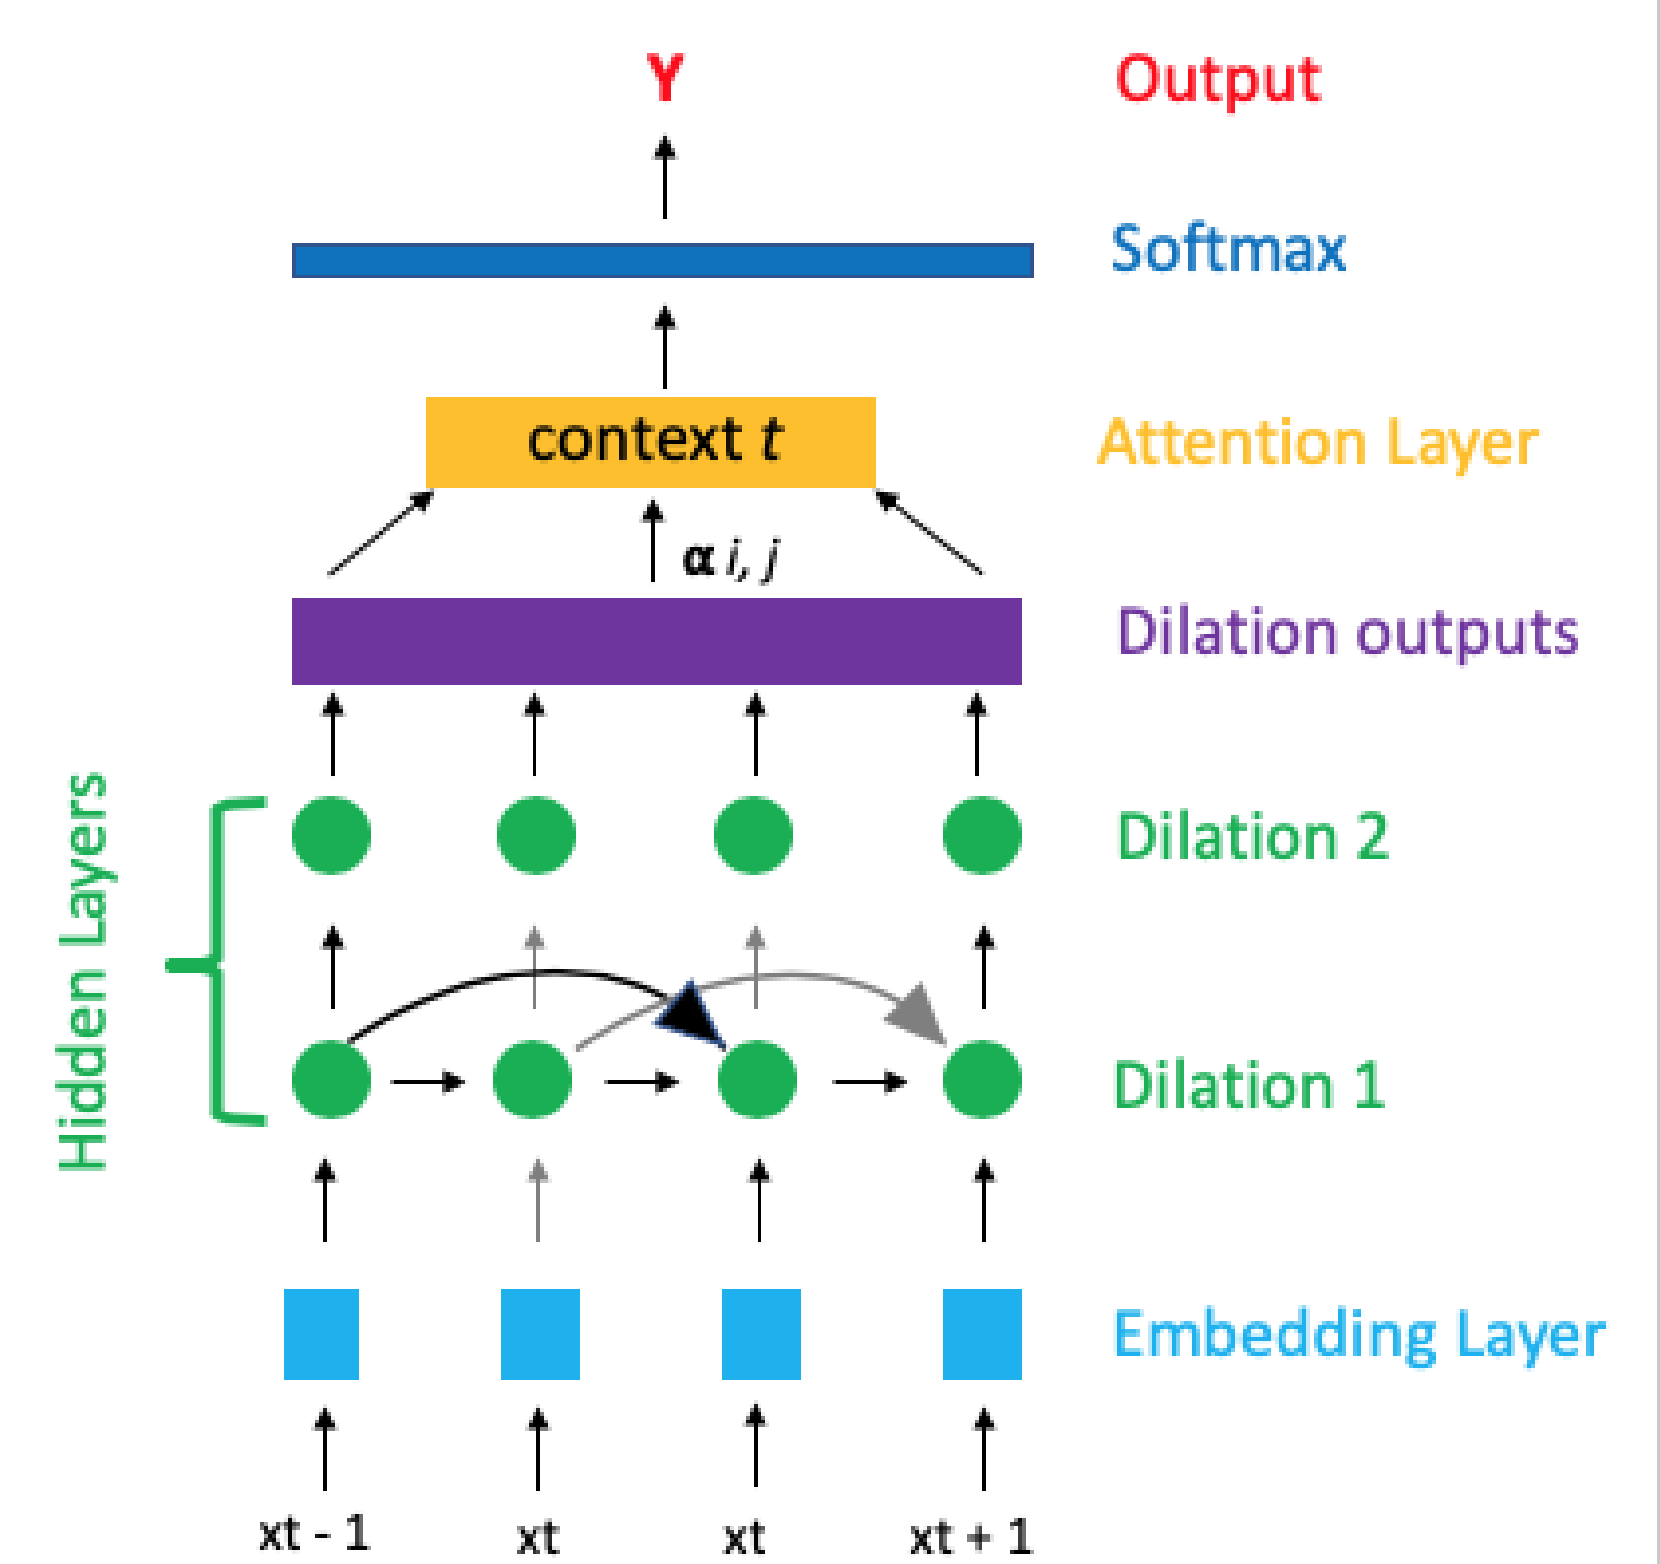 Y
Output
Softmax
context t
Attention Layer
α i, j
Dilation outputs
Hidden Layers
Dilation 2
Dilation 1
Embedding Layer
xt - 1
xt
xt
xt + 1